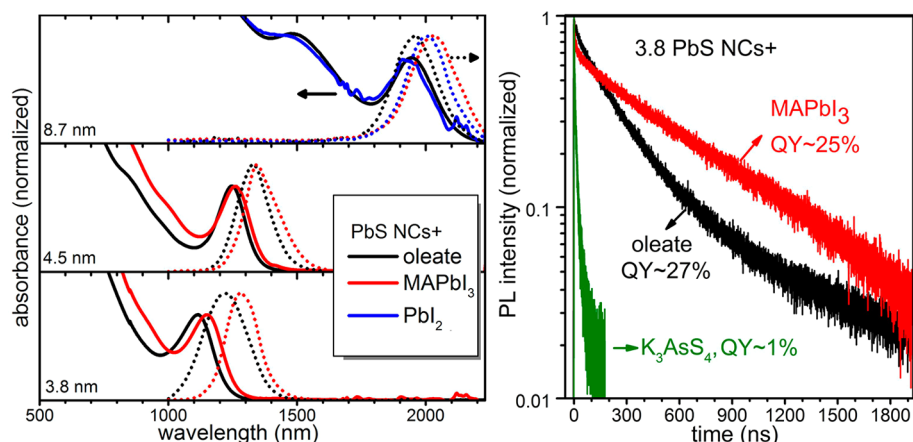 absorbance (normalized)
8.7 nm
4.5 nm
3.8 nm
PbS NCs+
oleate
MAPbI₃
PbI₂
500
1000
1500
2000
wavelength (nm)
PL intensity (normalized)
1
0.1
0.01
3.8 PbS NCs+
MAPbI₃
QY~25%
oleate
QY~27%
K₃AsS₄, QY~1%
0
300
600
900
1200
1500
1800
time (ns)